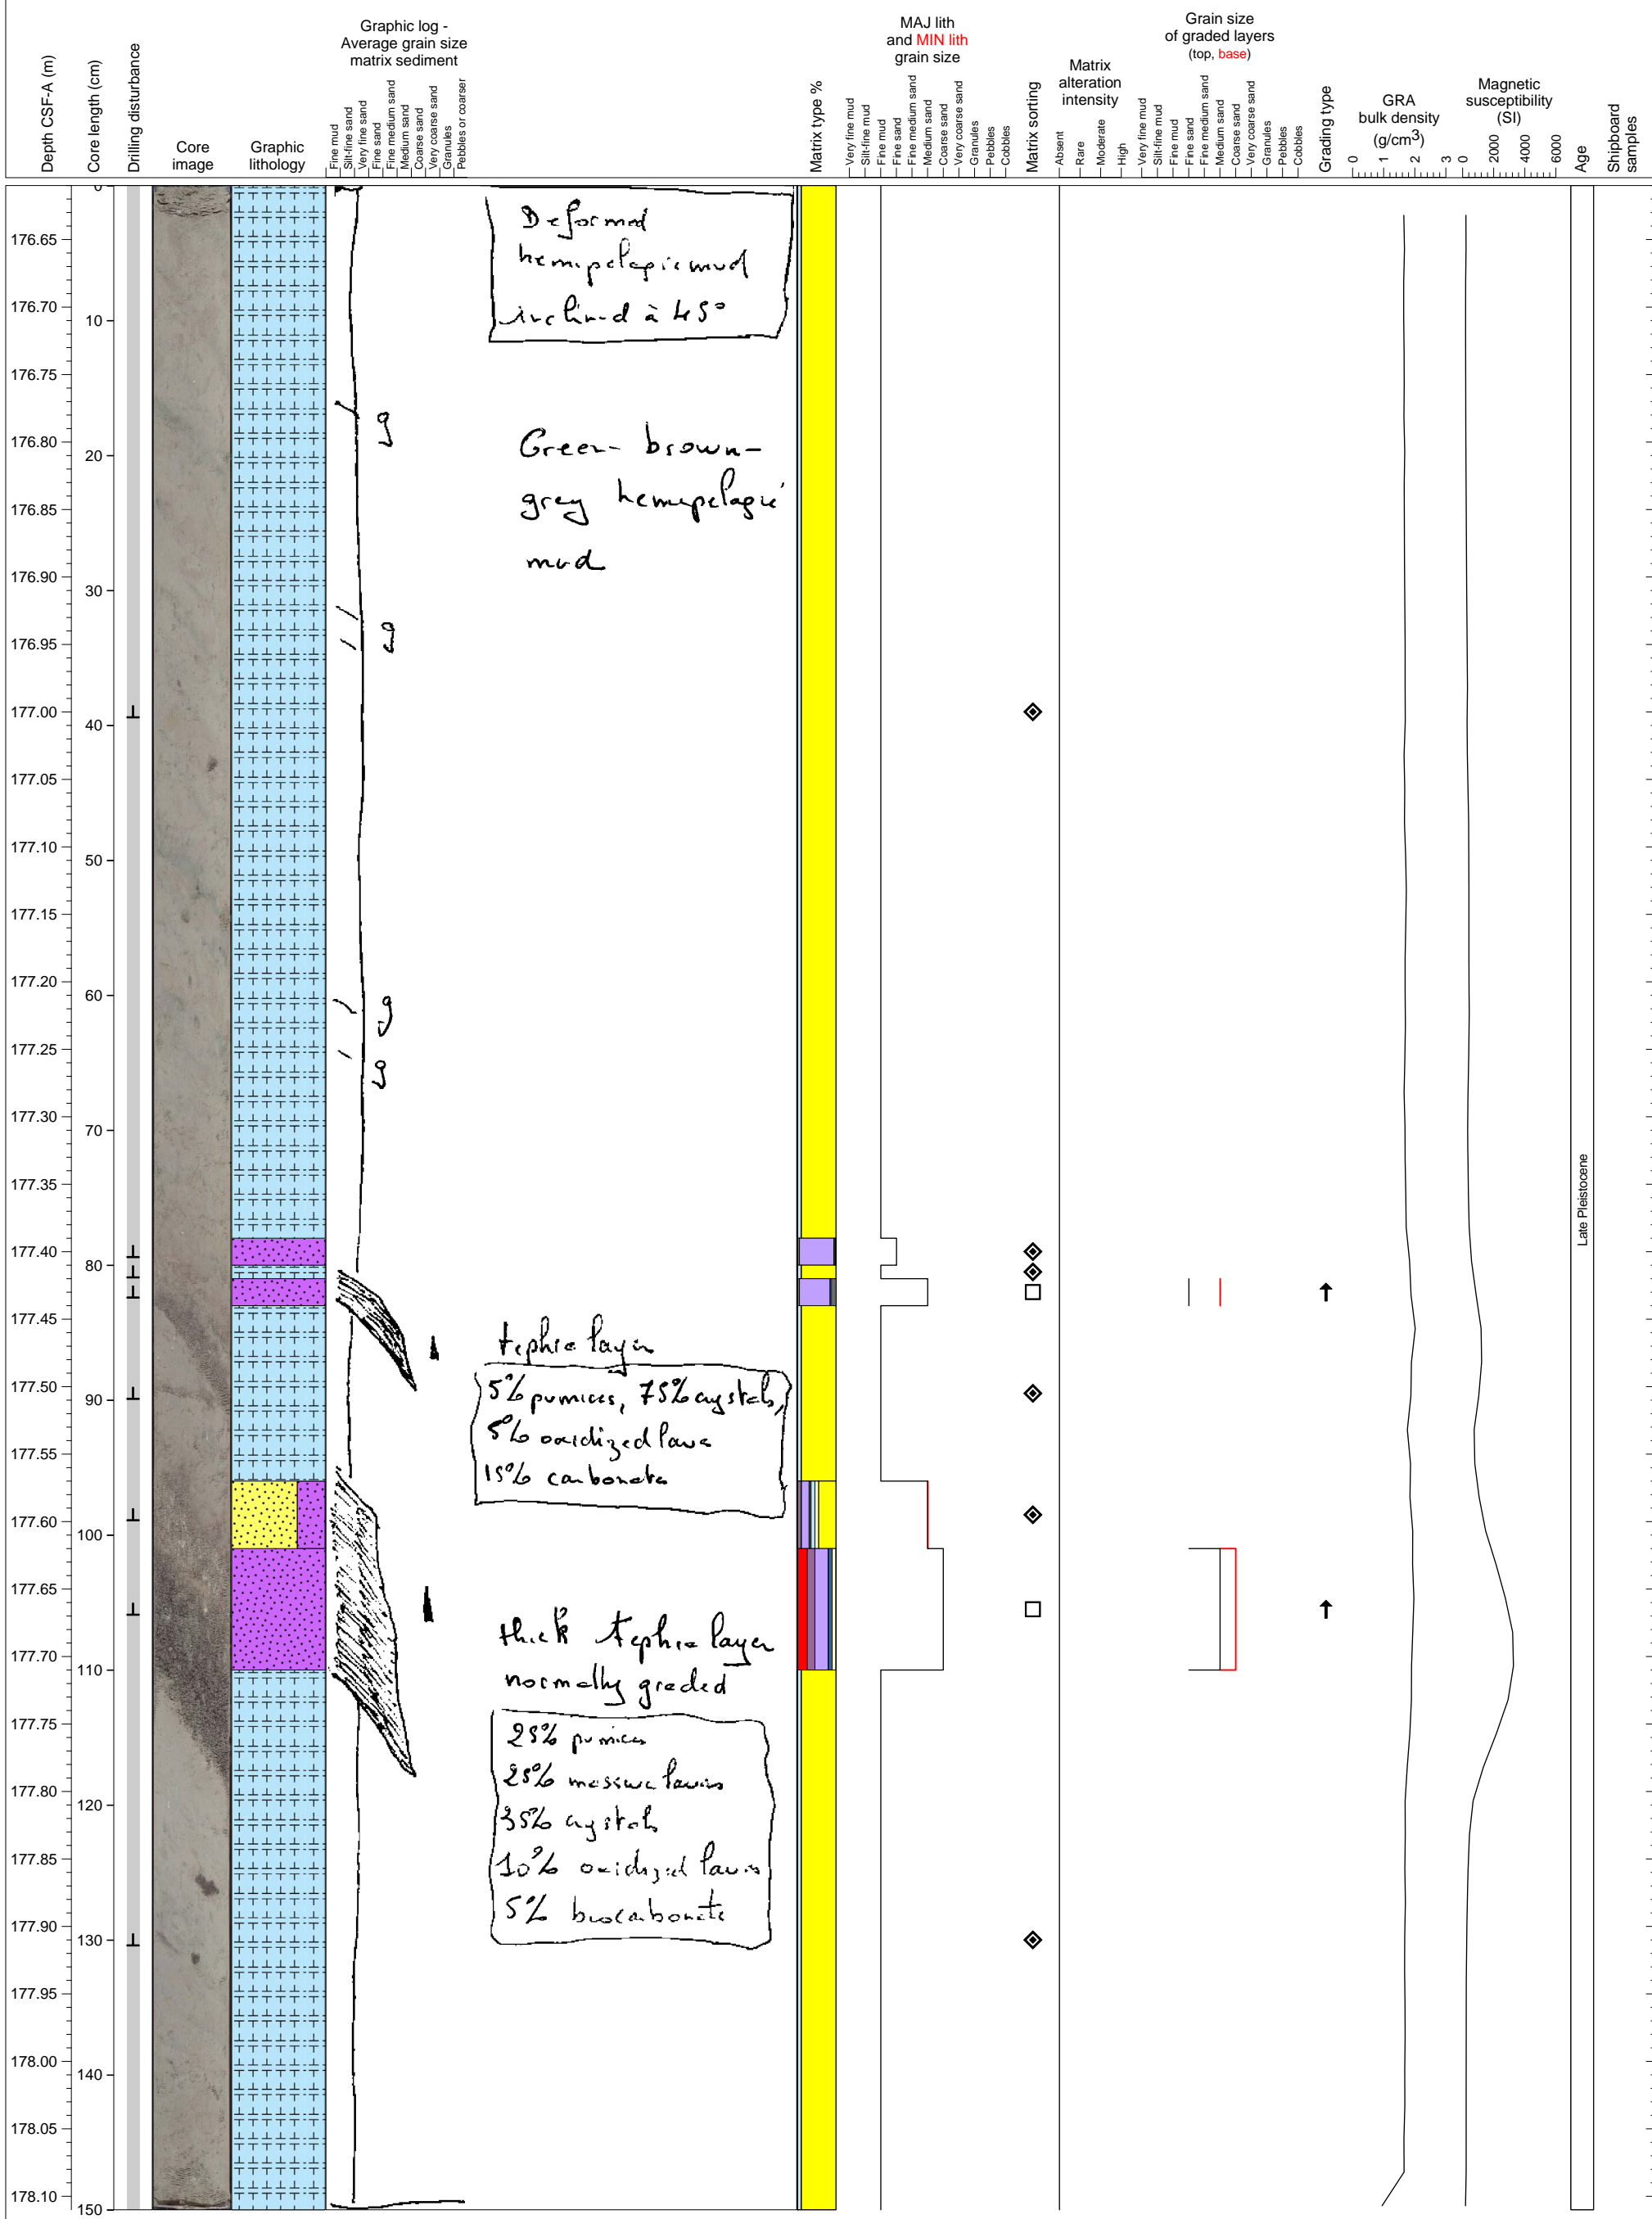 Depth CSF-A (m)
Core length (cm)
Drilling disturbance
Core
image
Graphic
lithology
Graphic log -
Average grain size
matrix sediment
Fine mud
Silt-fine sand
Very fine sand
Fine sand
Fine medium sand
Medium sand
Coarse sand
Very coarse sand
Granules
Pebbles or coarser
Matrix type %
MAJ lith
and MIN lith
grain size
Very fine mud
Silt-fine mud
Fine mud
Fine sand
Fine medium sand
Medium sand
Coarse sand
Very coarse sand
Granules
Pebbles
Cobbles
Matrix sorting
Matrix
alteration
intensity
Absent
Rare
Moderate
High
Grain size
of graded layers
(top, base)
Very fine mud
Silt-fine mud
Fine mud
Fine sand
Fine medium sand
Medium sand
Coarse sand
Very coarse sand
Granules
Pebbles
Cobbles
Grading type
GRA
bulk density
(g/cm3)
0 1 2 3
Magnetic
susceptibility
(SI)
0 2000 4000 6000
Age
Shipboard
samples
0
Deformed
hemipelagic mud
inclined à 45°
176.65
176.70
10
176.75
g
176.80
20
Green-brown-
grey hemipelagic
mud
176.85
176.90
30
g
176.95
177.00
40
177.05
177.10
50
177.15
177.20
60
g
177.25
g
177.30
70
177.35
Late Pleistocene
177.40
80
177.45
tephra layer
177.50
5% pumices, 75% crystals,
90
5% oxidized lava
177.55
15% carbonates
177.60
100
177.65
thick tephra layer
177.70
110
normally graded
177.75
25% pumices
25% massive lavas
177.80
120
35% crystals
177.85
10% oxidized lavas
177.90
5% biocarbonate
130
177.95
178.00
140
178.05
178.10
150